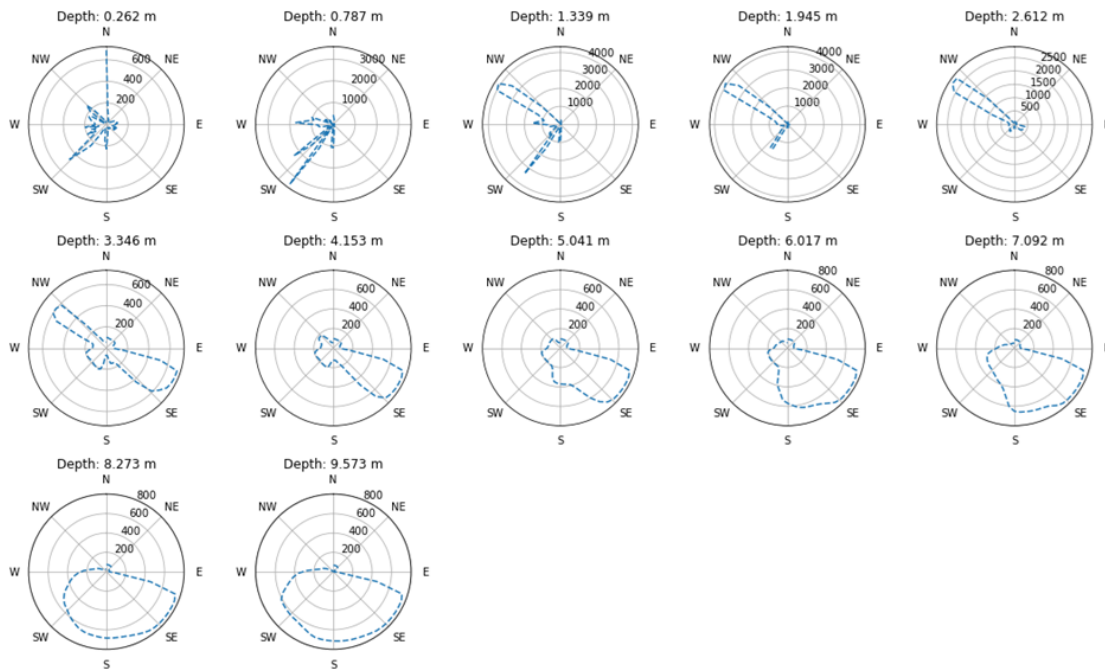 Depth: 0.262 m Depth: 0.787 m Depth: 1.339 m Depth: 1.945 m Depth: 2.612 m
N N N N N
NW 600 NE NW 3000 NE NW 4000 NE NW 4000 NE NW 2500 NE
400 2000 3000 3000 2000
200 1000 2000 2000 1500
1000 1000 1000
500
W E W E W E W E W
SW SE SW SE SW SE SW SE SW SE
S S S S S
Depth: 3.346 m Depth: 4.153 m Depth: 5.041 m Depth: 6.017 m Depth: 7.092 m
N N N N N
NW NE NW NE NW NE NW 800 NE NW 800 NE
600 600 600 600 600
400 400 400 400 400
200 200 200 200 200
W E W E W E W E W
SW SE SW SE SW SE SW SE SW SE
S S S S S
Depth: 8.273 m Depth: 9.573 m
N N
NW 800 NE NW 800 NE
600 600
400 400
200 200
W E W E
SW SE SW SE
S S